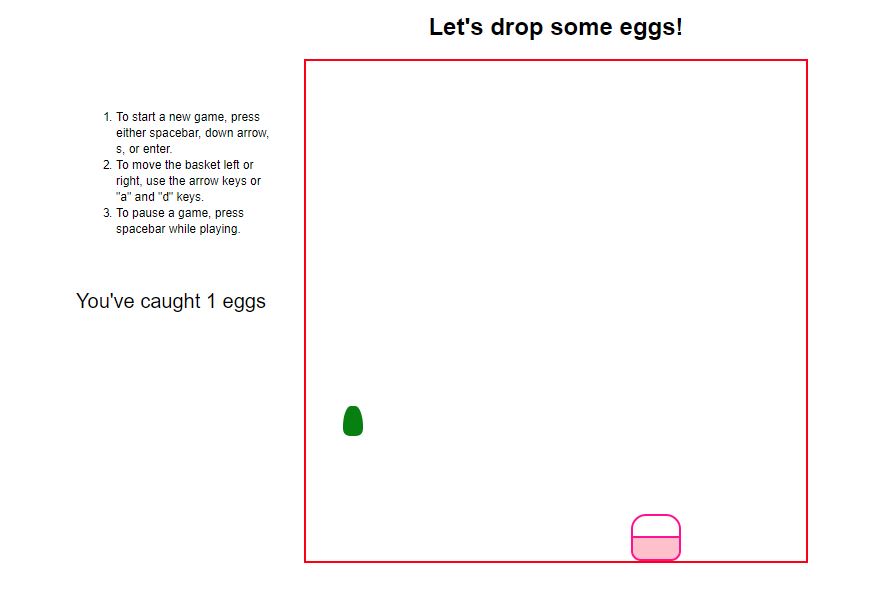 Let's drop some eggs!
1. To start a new game, press
either spacebar, down arrow,
s, or enter.
2. To move the basket left or
right, use the arrow keys or
"a" and "d" keys.
3. To pause a game, press
spacebar while playing.
You've caught 1 eggs